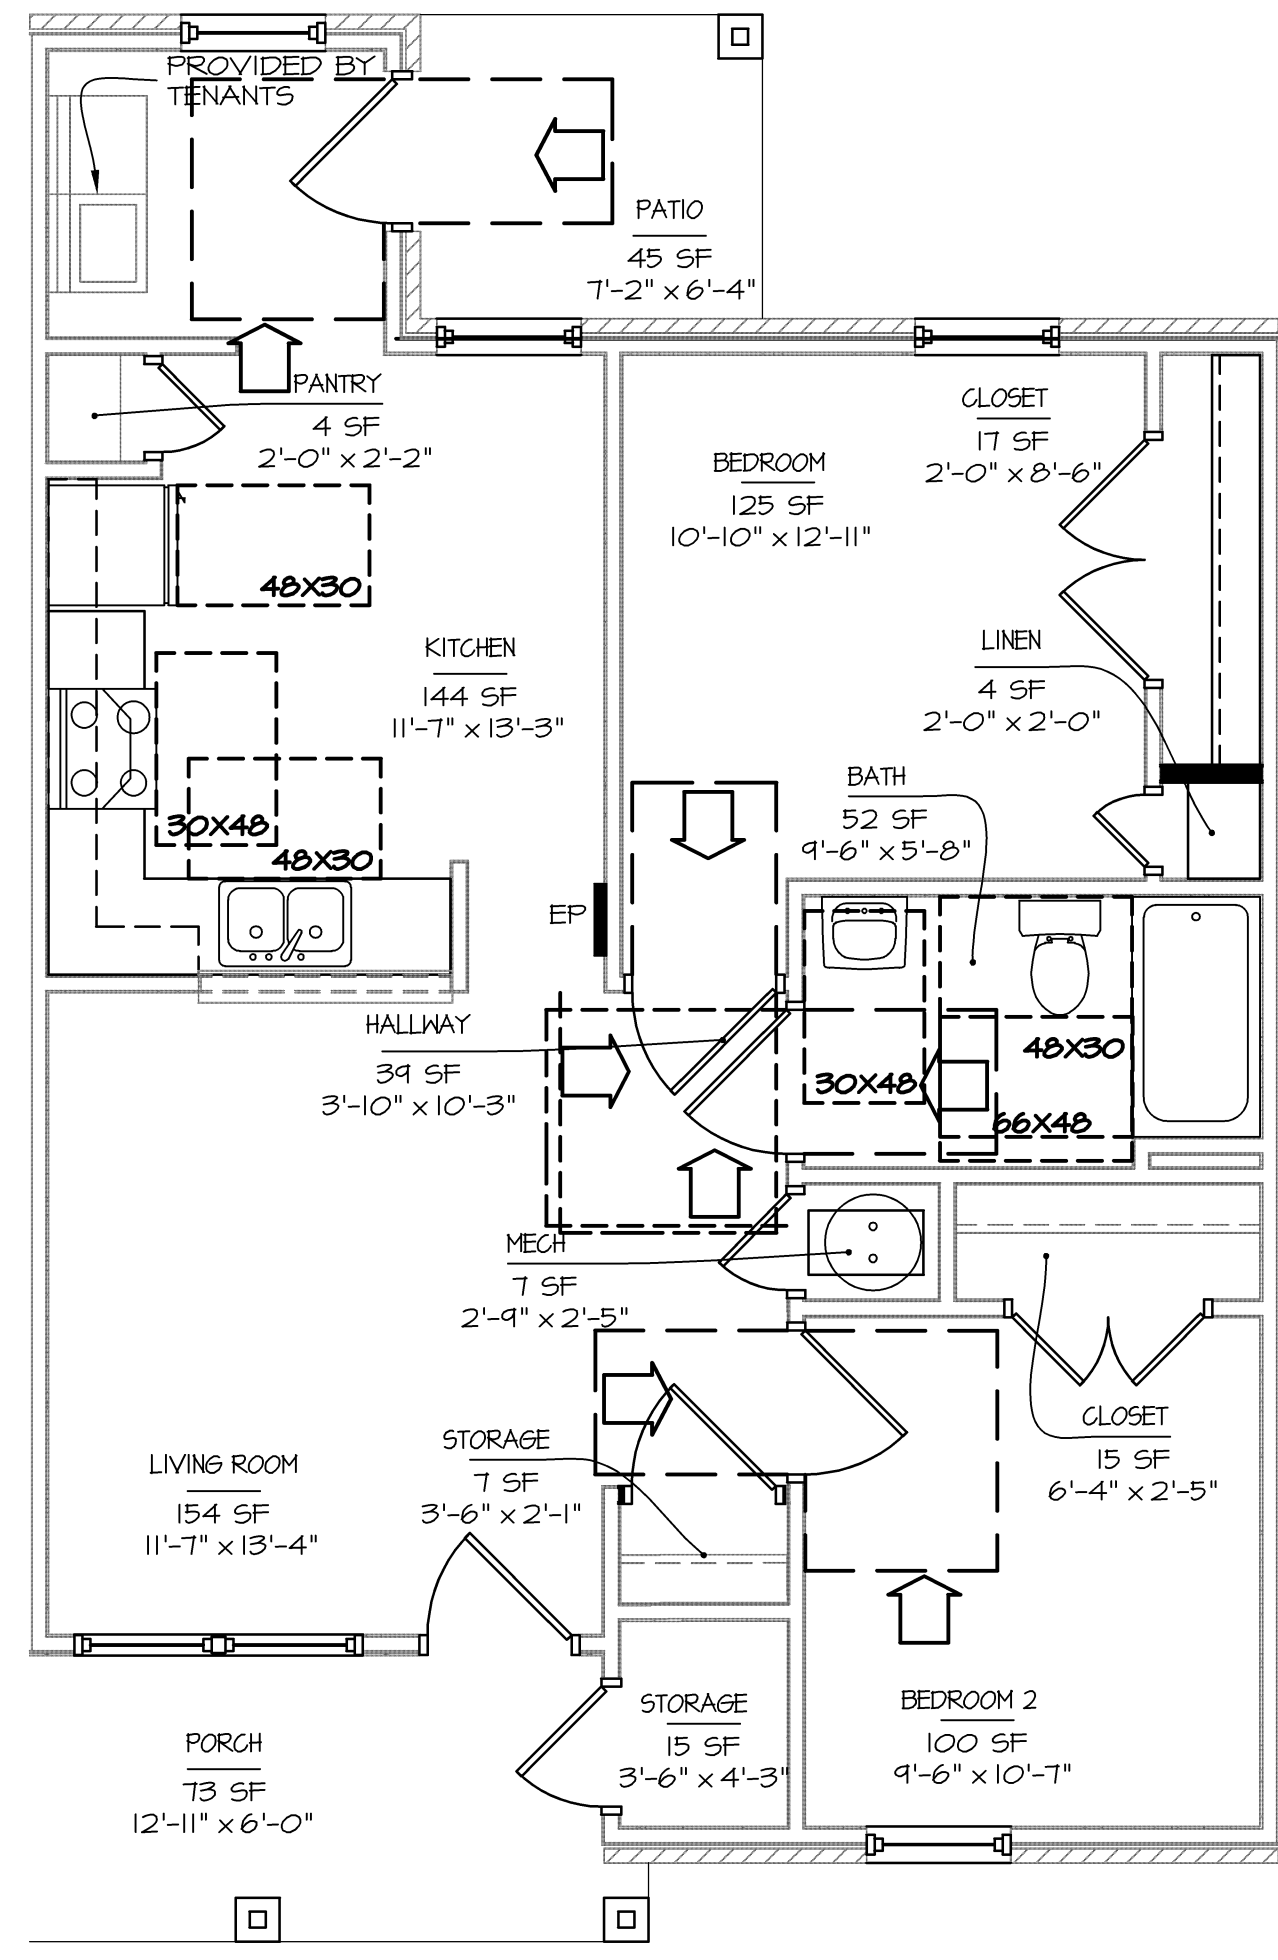 PROVIDED BY
TENANTS
PATIO
45 SF
7'-2" x 6'-4"
PANTRY
4 SF
2'-0" x 2'-2"
CLOSET
17 SF
2'-0" x 8'-6"
BEDROOM
125 SF
10'-10" x 12'-11"
48X30
KITCHEN
144 SF
11'-7" x 13'-3"
LINEN
4 SF
2'-0" x 2'-0"
30X48
48X30
BATH
52 SF
9'-6" x 5'-8"
EP
HALLWAY
39 SF
3'-10" x 10'-3"
48X30
30X48
66X48
MECH
7 SF
2'-9" x 2'-5"
STORAGE
7 SF
3'-6" x 2'-1"
CLOSET
15 SF
6'-4" x 2'-5"
LIVING ROOM
154 SF
11'-7" x 13'-4"
STORAGE
15 SF
3'-6" x 4'-3"
BEDROOM 2
100 SF
9'-6" x 10'-7"
PORCH
73 SF
12'-11" x 6'-0"